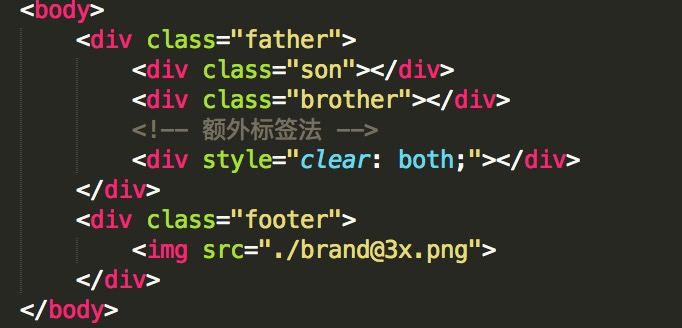 <body>
<div class="father">
<div class="son"></div>
<div class="brother"></div>
<!-- 额外标签法 -->
<div style="clear: both;"></div>
</div>
<div class="footer">
<img src="./brand@3x.png">
</div>
</body>